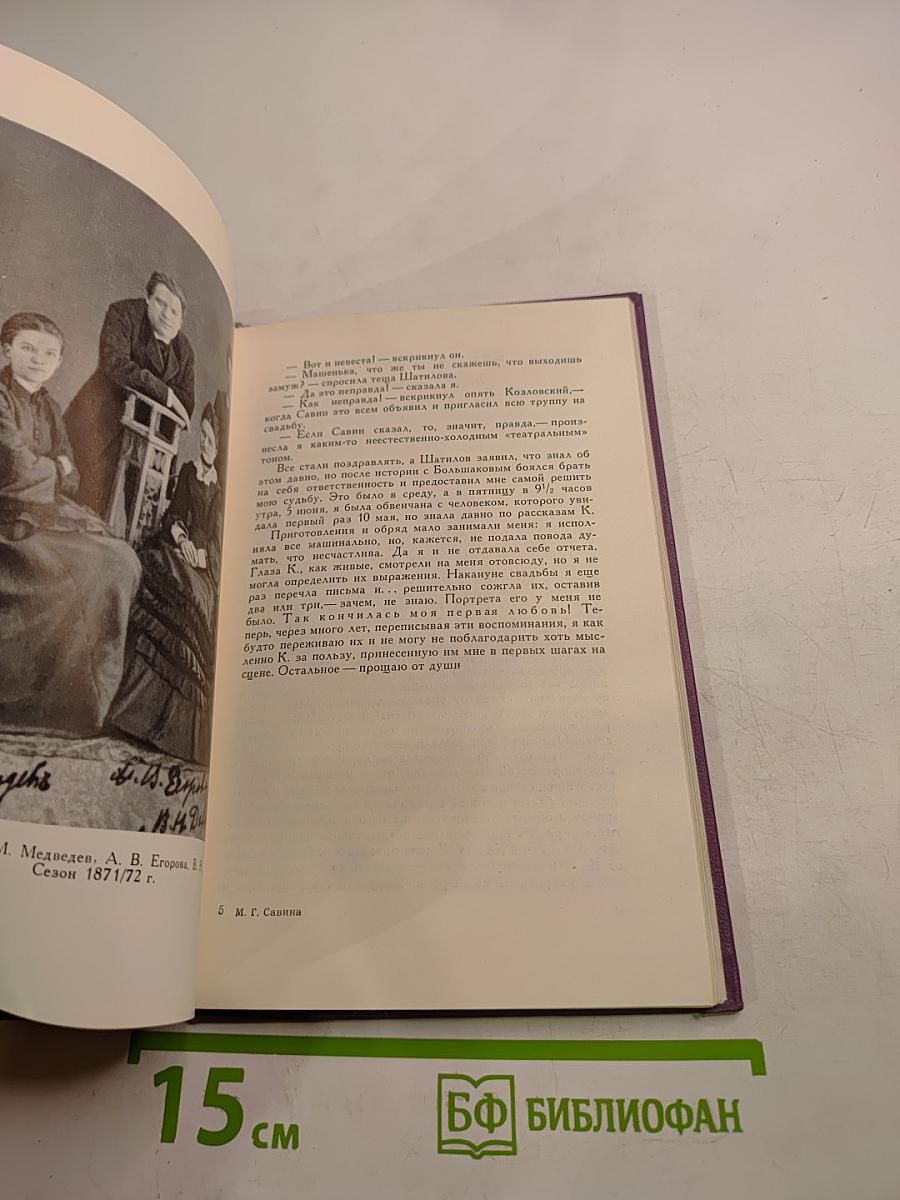 — Вот и невеста! — вскрикнул он.
— Машенька, что же ты не скажешь, что выходишь
замуж? — спросила теща Шатилова.
— Да это неправда! — сказала я.
— Как неправда! — вскрикнул опять Козловский,—
когда Савин это всем объявил и пригласил всю труппу на
свадьбу.
— Если Савин сказал, то, значит, правда,— произ-
несла я каким-то неестественно-холодным «театральным»
тоном.
Все стали поздравлять, а Шатилов заявил, что знал об
этом давно, но после истории с Большаковым боялся брать
на себя ответственность и предоставил мне самой решить
мою судьбу. Это было в среду, а в пятницу в 9½ часов
утра, 5 июня, я была обвенчана с человеком, которого уви-
дала первый раз 10 мая, но знала давно по рассказам К.
Приготовления и обряд мало занимали меня: я испол-
няла все машинально, но, кажется, не подала повода ду-
мать, что несчастлива. Да я и не отдавала себе отчета.
Глаза К., как живые, смотрели на меня отовсюду, но я не
могла определить их выражения. Накануне свадьбы я еще
раз перечла письма и... решительно сожгла их, оставив
два или три,— зачем, не знаю. Портрета его у меня не
было. Так кончилась моя первая любовь! Те-
перь, через много лет, переписывая эти воспоминания, я как
будто переживаю их и не могу не поблагодарить хоть мыс-
ленно К. за пользу, принесенную им мне в первых шагах на
сцене. Остальное — прощаю от души
М. Медведев, А. В. Егорова, В. Н.
Сезон 1871/72 г.
5 М. Г. Савина
15 см
БФ БИБЛИОФАН